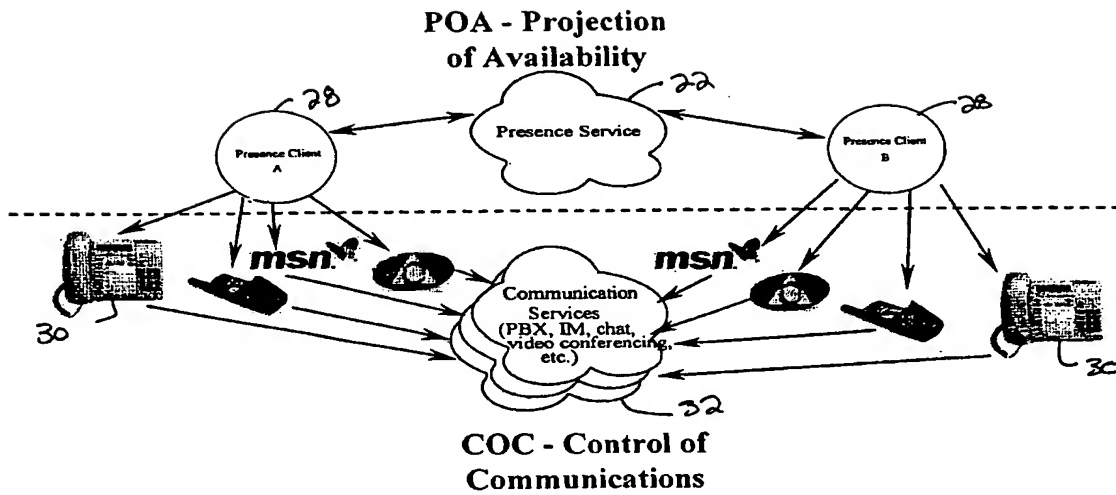 POA - Projection
of Availability
28
22
28
Presence Service
Presence Client
A
Presence Client
B
msn
msn
Communication
Services
(PBX, IM, chat,
video conferencing,
etc.)
30
30
32
COC - Control of
Communications